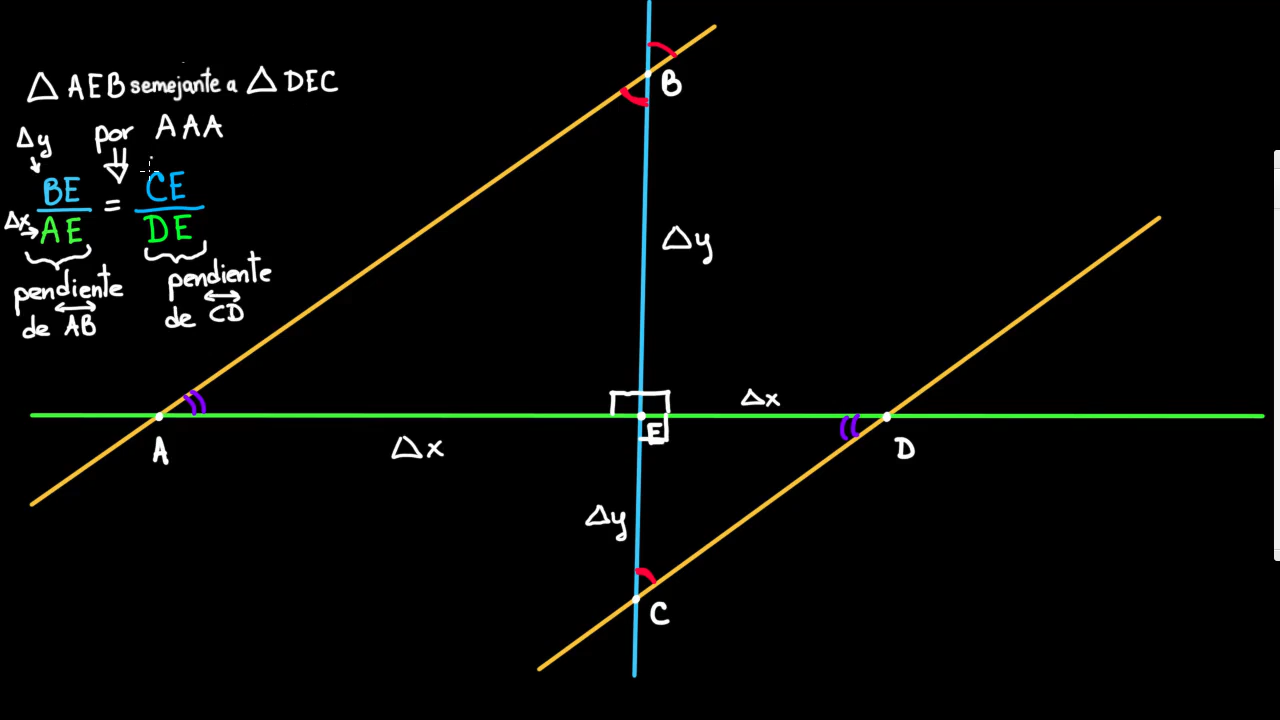 △ AEB semejante a △ DEC
Δy por AAA
BE = CE
Δx AE DE
pendiente pendiente
de AB de CD
B
Δy
Δx
E
A
Δx
D
Δy
C